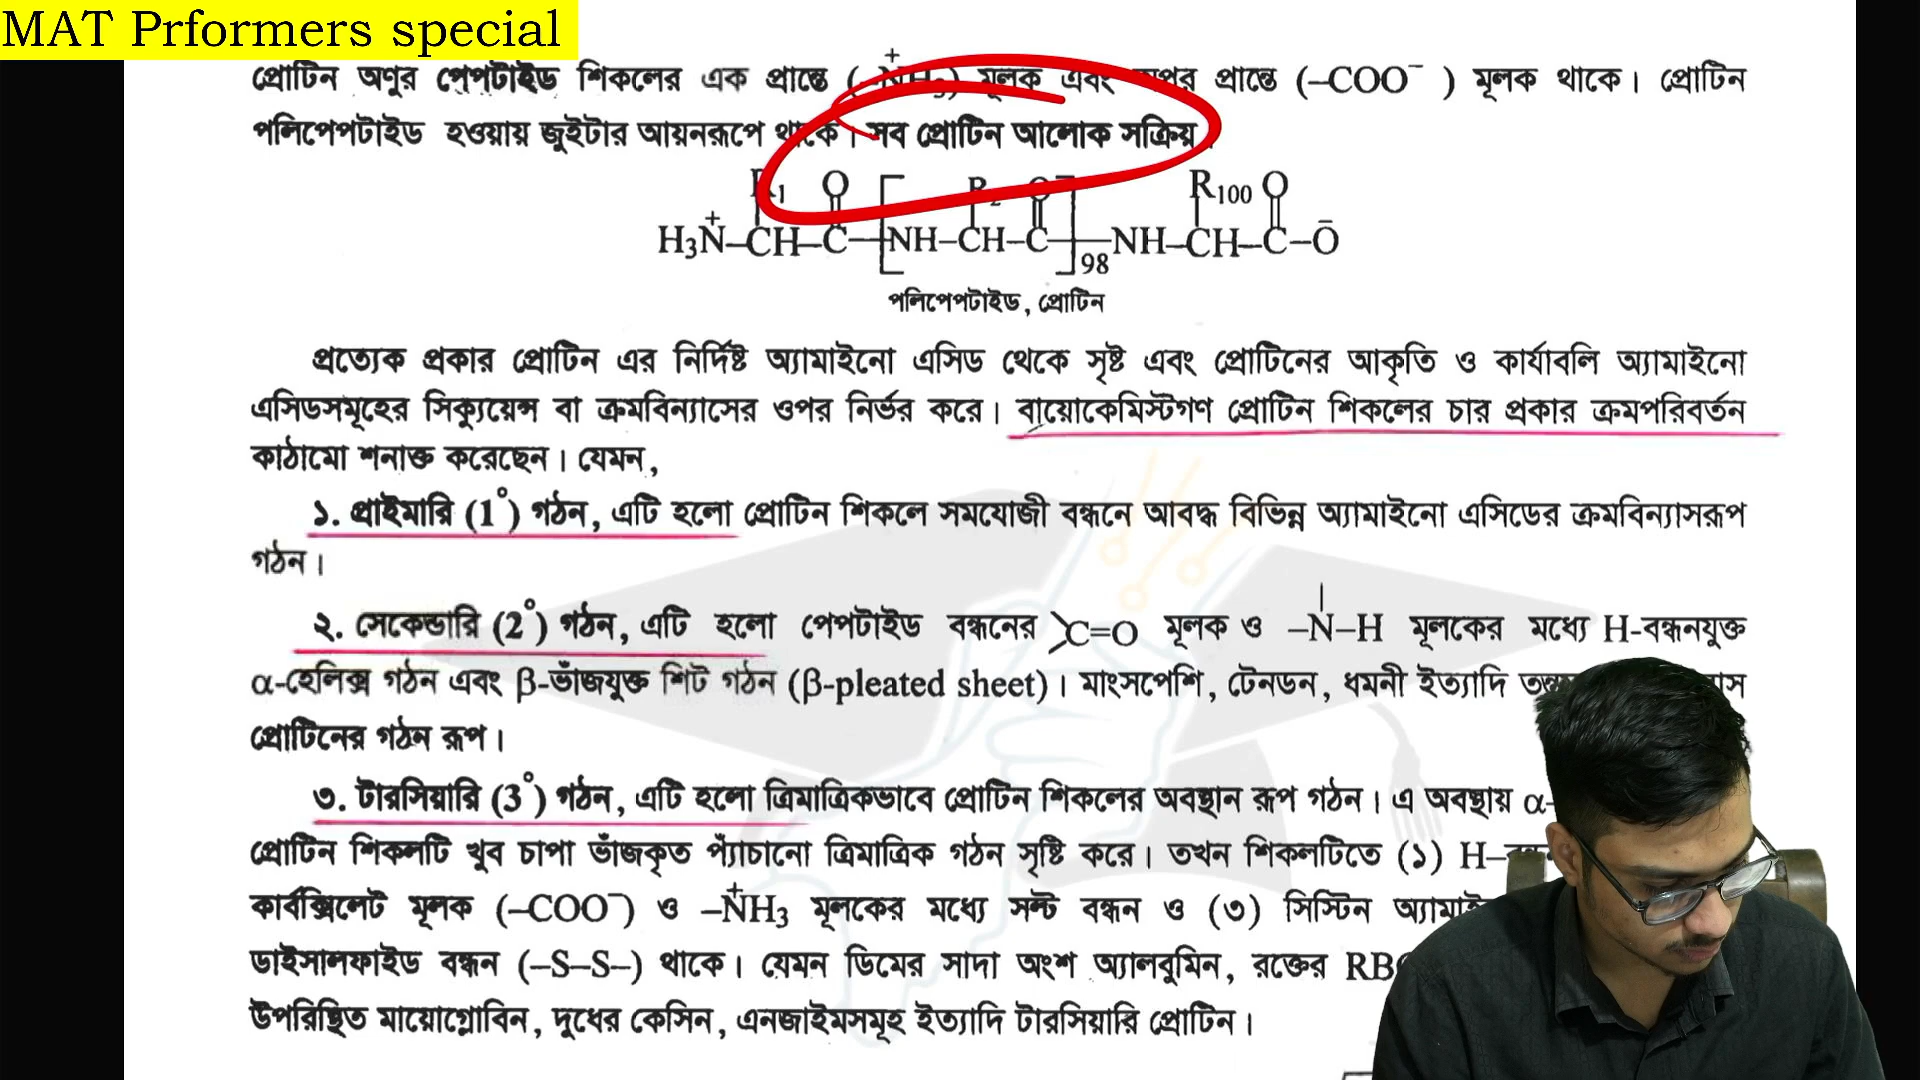 MAT Prformers special
প্রোটিন অণুর পেপটাইড শিকলের এক প্রান্তে (–N⁺H₃) মূলক এবং অপর প্রান্তে (–COO⁻ ) মূলক থাকে। প্রোটিন
পলিপেপটাইড হওয়ায় জুইটার আয়নরূপে থাকে। সব প্রোটিন আলোক সক্রিয়।
R₁ O R₂ O R₁₀₀ O
H₃N⁺–CH–C–[NH–CH–C]₉₈–NH–CH–C–Ō
পলিপেপটাইড, প্রোটিন
প্রত্যেক প্রকার প্রোটিন এর নির্দিষ্ট অ্যামাইনো এসিড থেকে সৃষ্ট এবং প্রোটিনের আকৃতি ও কার্যাবলি অ্যামাইনো
এসিডসমূহের সিকুয়েন্স বা ক্রমবিন্যাসের ওপর নির্ভর করে। বায়োকেমিস্টগণ প্রোটিন শিকলের চার প্রকার ক্রমপরিবর্তন
কাঠামো শনাক্ত করেছেন। যেমন,
১. প্রাইমারি (1°) গঠন, এটি হলো প্রোটিন শিকলে সমযোজী বন্ধনে আবদ্ধ বিভিন্ন অ্যামাইনো এসিডের ক্রমবিন্যাসরূপ
গঠন।
২. সেকেন্ডারি (2°) গঠন, এটি হলো পেপটাইড বন্ধনের >C=O মূলক ও –N–H মূলকের মধ্যে H-বন্ধনযুক্ত
α-হেলিক্স গঠন এবং β-ভাঁজযুক্ত শিট গঠন (β-pleated sheet)। মাংসপেশি, টেনডন, ধমনী ইত্যাদি
প্রোটিনের গঠন রূপ।
৩. টারসিয়ারি (3°) গঠন, এটি হলো ত্রিমাত্রিকভাবে প্রোটিন শিকলের অবস্থান রূপ গঠন। এ অবস্থায় α-
প্রোটিন শিকলটি খুব চাপা ভাঁজকৃত প্যাঁচানো ত্রিমাত্রিক গঠন সৃষ্টি করে। তখন শিকলটিতে (১) H–
কার্বক্সিলেট মূলক (–COO⁻) ও –N⁺H₃ মূলকের মধ্যে সল্ট বন্ধন ও (৩) সিস্টিন
ডাইসালফাইড বন্ধন (–S–S–) থাকে। যেমন ডিমের সাদা অংশ অ্যালবুমিন, রক্তের
উপরিস্থিত মায়োগ্লোবিন, দুধের কেসিন, এনজাইমসমূহ ইত্যাদি টারসিয়ারি প্রোটিন।